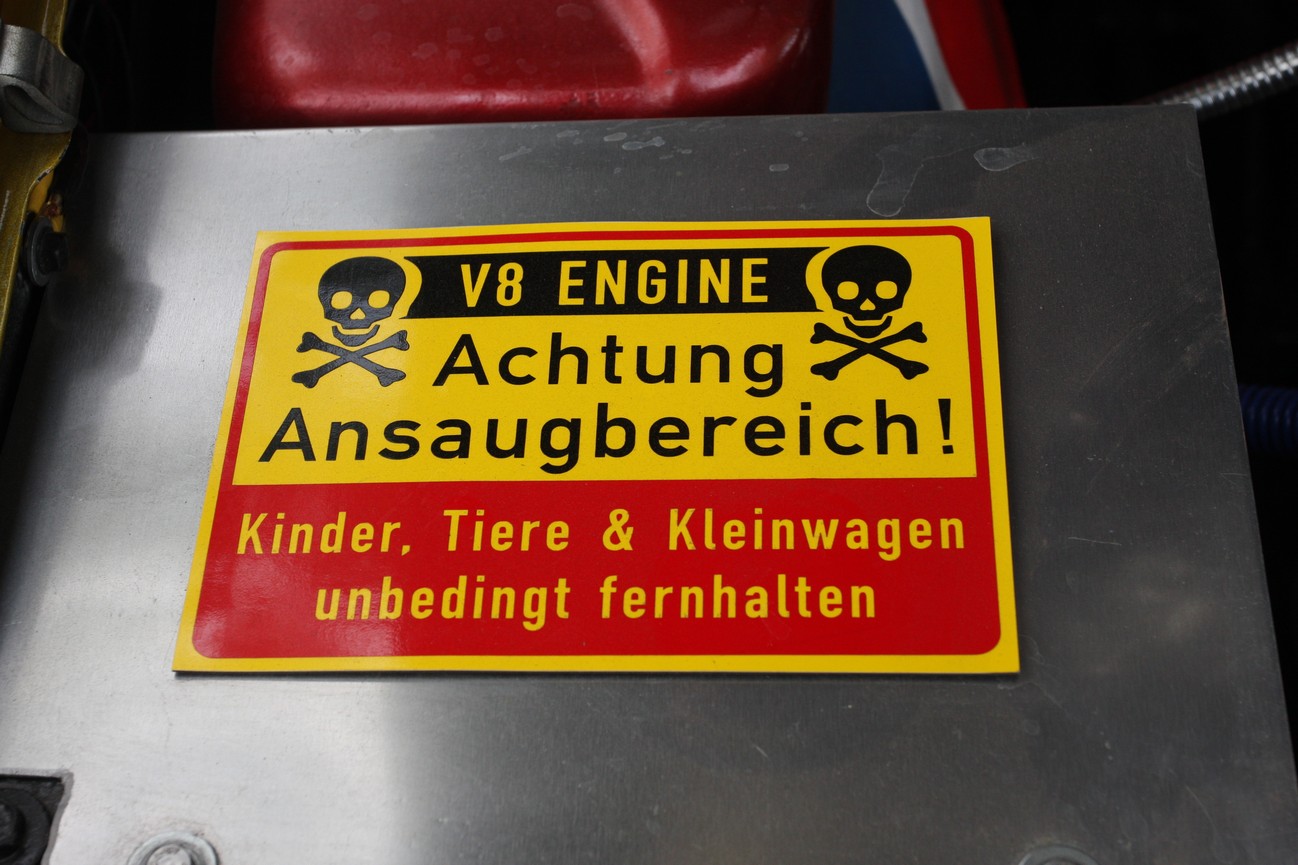 V8 ENGINE
Achtung
Ansaugbereich!
Kinder, Tiere & Kleinwagen
unbedingt fernhalten